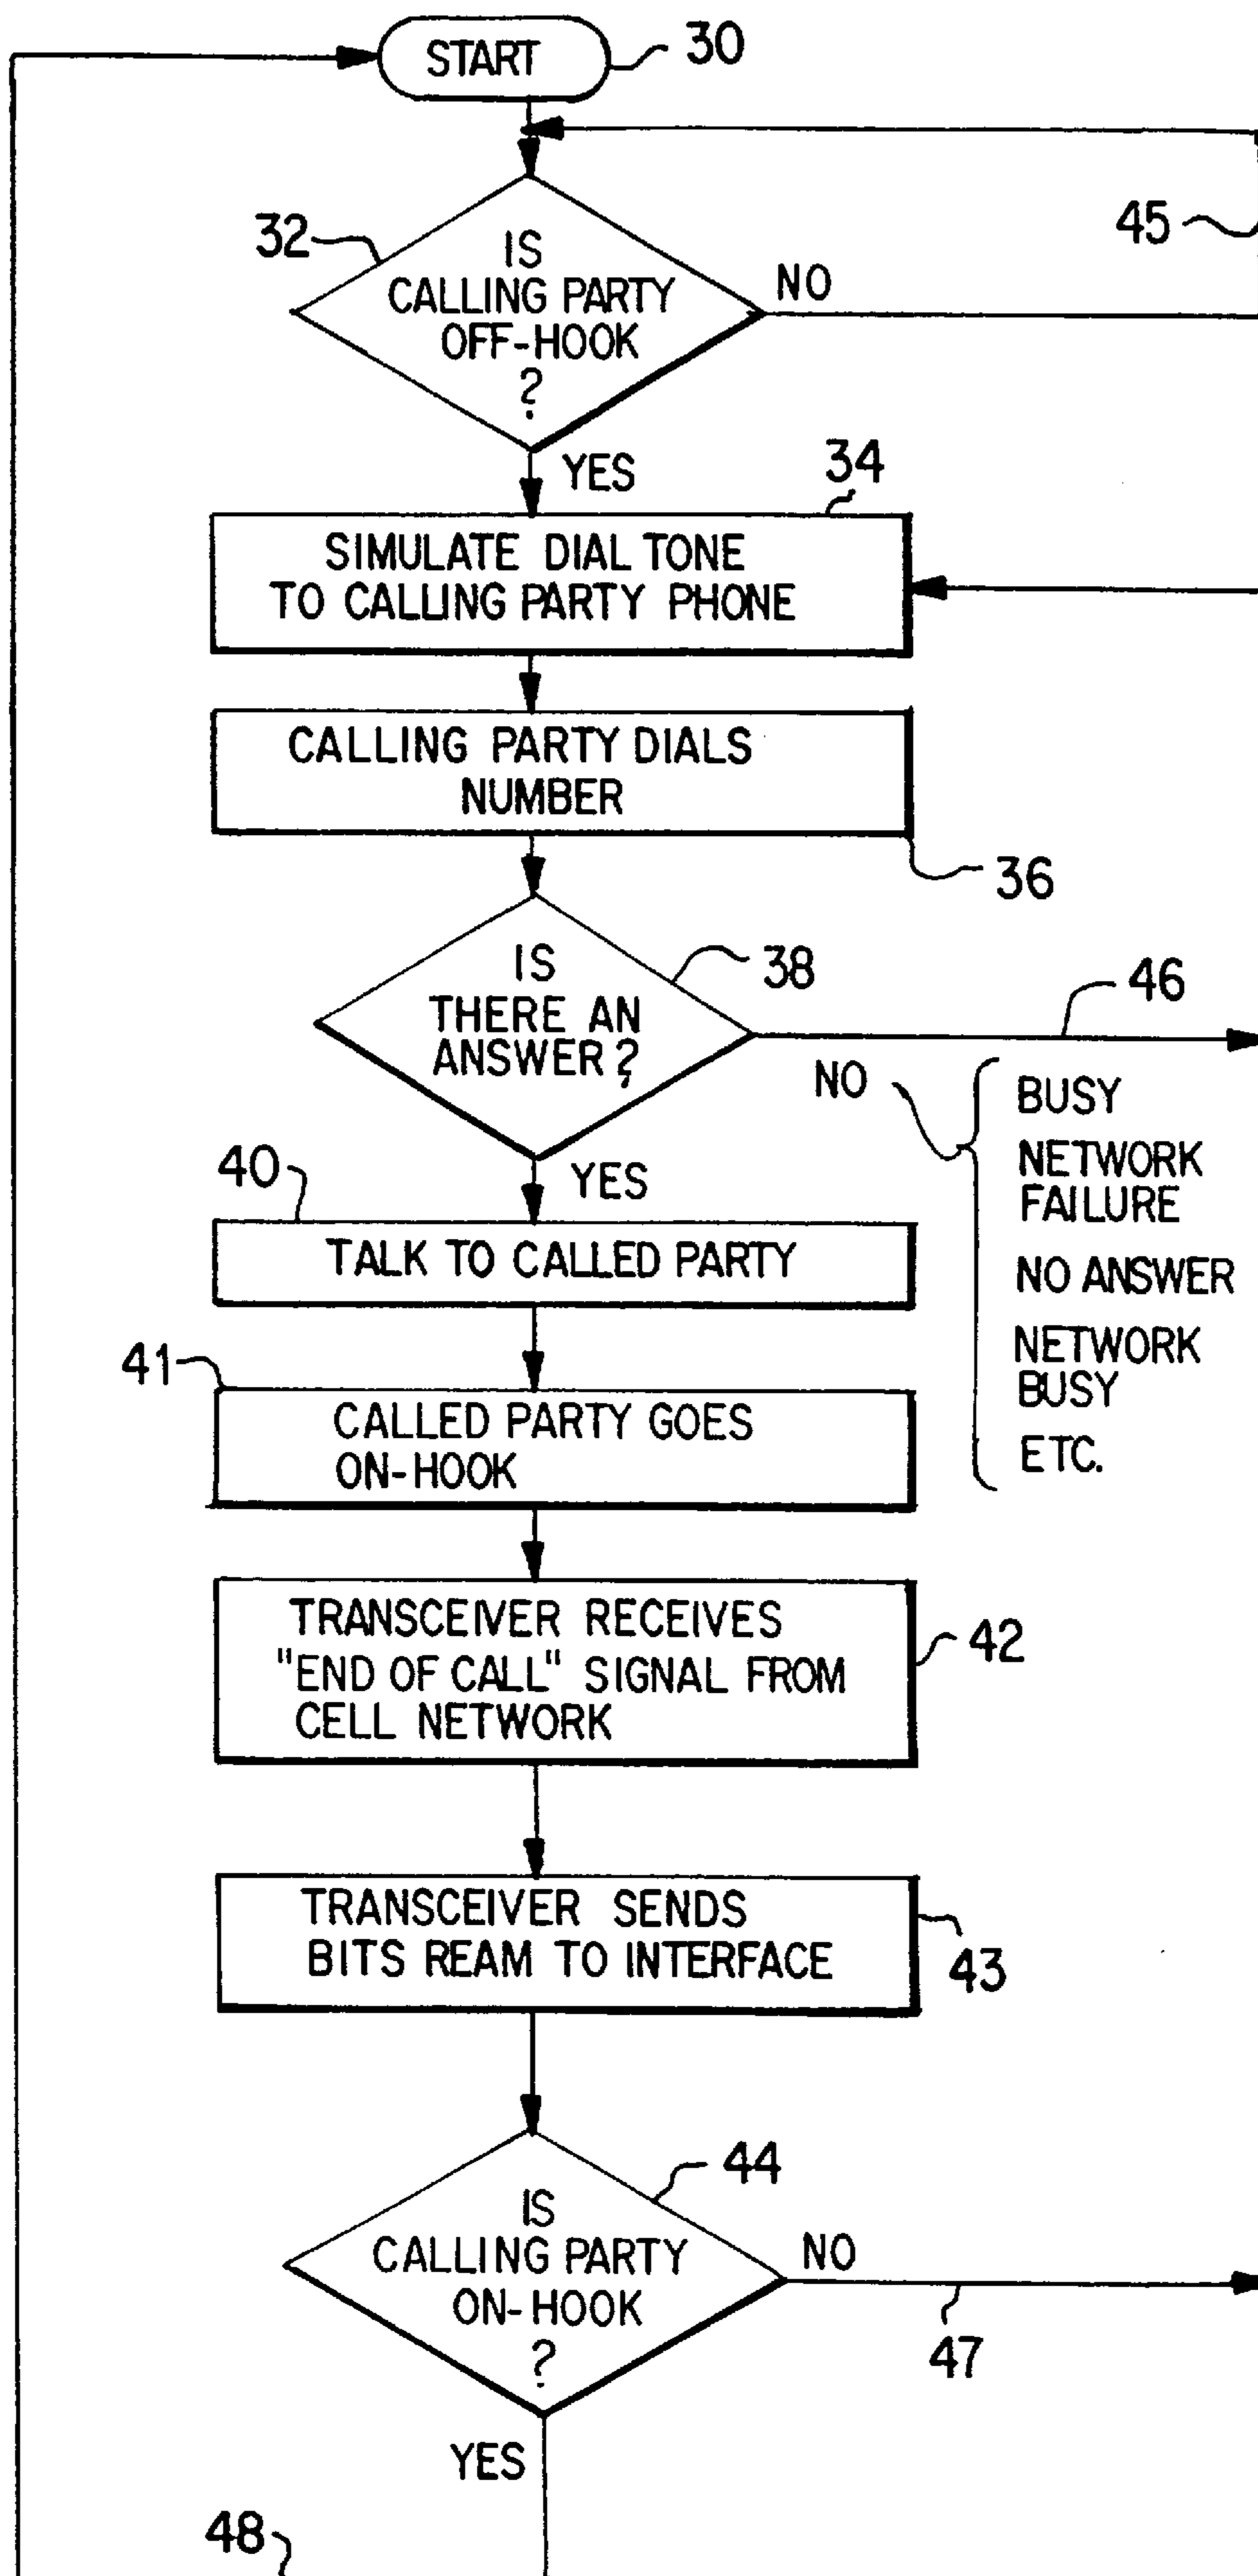 START
30
45
32
IS
CALLING PARTY
OFF-HOOK
?
NO
YES
34
SIMULATE DIAL TONE
TO CALLING PARTY PHONE
CALLING PARTY DIALS
NUMBER
36
IS
THERE AN
ANSWER?
38
46
NO
BUSY
NETWORK
FAILURE
NO ANSWER
NETWORK
BUSY
ETC.
YES
40
TALK TO CALLED PARTY
41
CALLED PARTY GOES
ON-HOOK
TRANSCEIVER RECEIVES
"END OF CALL" SIGNAL FROM
CELL NETWORK
42
TRANSCEIVER SENDS
BITS REAM TO INTERFACE
43
44
IS
CALLING PARTY
ON-HOOK
?
NO
47
YES
48